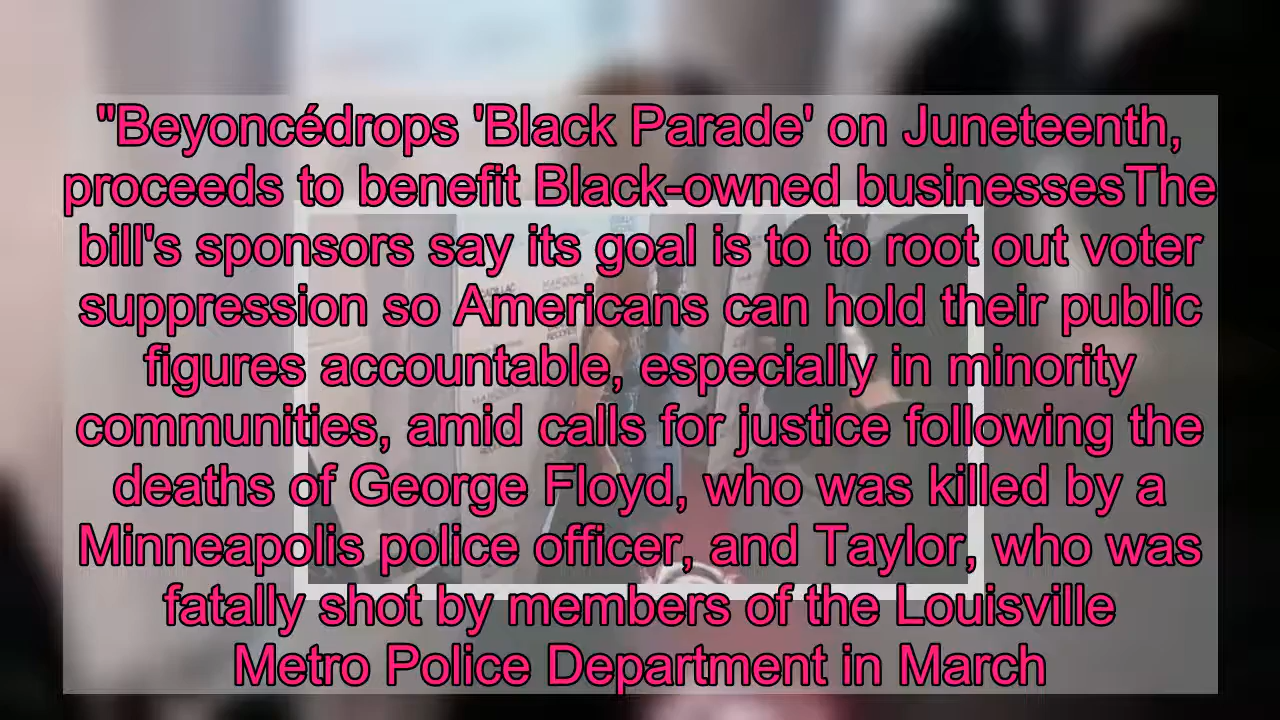 "Beyoncédrops 'Black Parade' on Juneteenth,
proceeds to benefit Black-owned businessesThe
bill's sponsors say its goal is to to root out voter
suppression so Americans can hold their public
figures accountable, especially in minority
communities, amid calls for justice following the
deaths of George Floyd, who was killed by a
Minneapolis police officer, and Taylor, who was
fatally shot by members of the Louisville
Metro Police Department in March